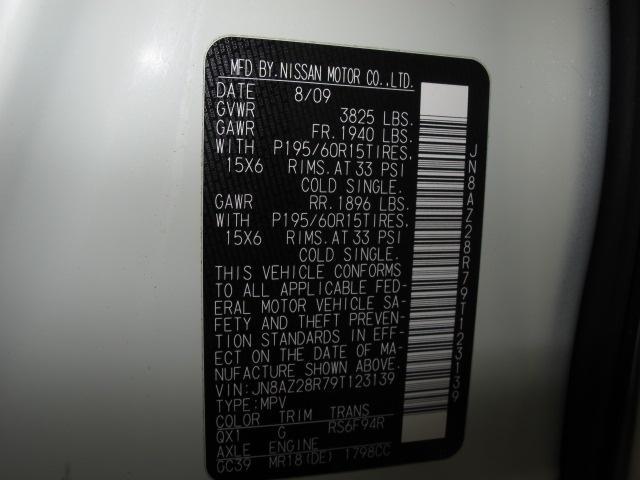 MFD BY.NISSAN MOTOR CO.,LTD.
DATE 8/09
GVWR 3825 LBS.
GAWR FR.1940 LBS.
WITH P195/60R15TIRES,
15X6 RIMS.AT 33 PSI
COLD SINGLE.
GAWR RR.1896 LBS.
WITH P195/60R15TIRES,
15X6 RIMS.AT 33 PSI
COLD SINGLE.
THIS VEHICLE CONFORMS
TO ALL APPLICABLE FED-
ERAL MOTOR VEHICLE SA-
FETY AND THEFT PREVEN-
TION STANDARDS IN EFF-
ECT ON THE DATE OF MA-
NUFACTURE SHOWN ABOVE.
VIN:JN8AZ28R79T123139
TYPE:MPV
COLOR TRIM TRANS
QX1 G RS6F94R
AXLE ENGINE
GC39 MR18(DE) 1798CC
JN8AZ28R79T123139